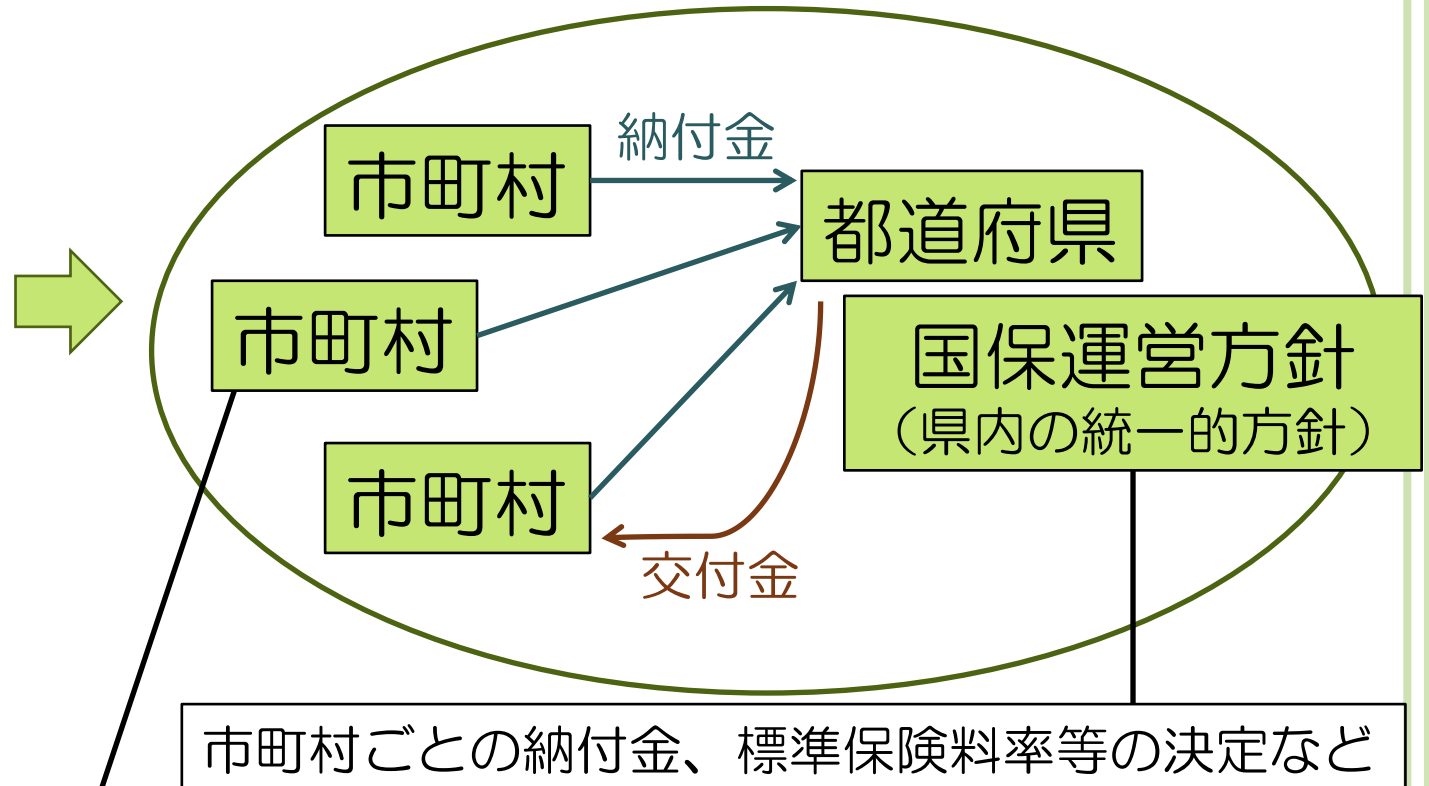 納付金
市町村
都道府県
市町村
国保運営方針
（県内の統一的方針）
市町村
交付金
市町村ごとの納付金、標準保険料率等の決定など